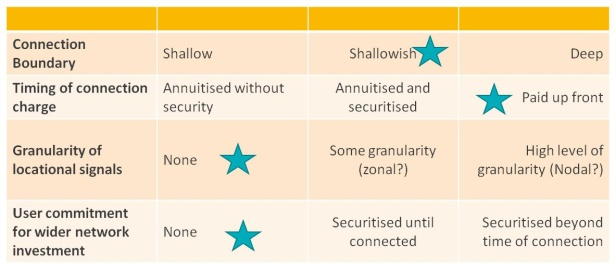 Connection
Boundary
Shallow
Shallowish
Deep
Timing of connection
charge
Annuitised without
security
Annuitised and
securitised
Paid up front
Granularity of
locational signals
None
Some granularity
(zonal?)
High level of
granularity (Nodal?)
User commitment
for wider network
investment
None
Securitised until
connected
Securitised beyond
time of connection